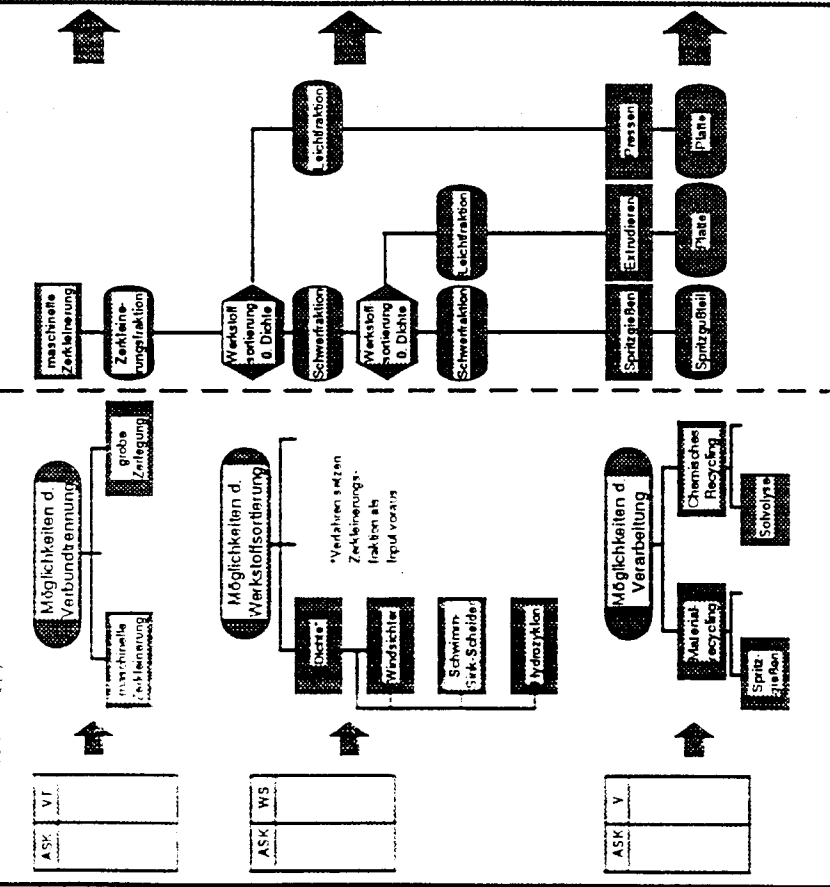 ASK VT
Möglichkeiten d.
Verbundtrennung
maschinelle
Zerkleinerung
grobe
Zerlegung
maschinelle
Zerkleinerung
Zerkleine-
rungsfraktion
ASK WS
Möglichkeiten d.
Werkstoffsortierung
Dichte*
Windsichter
Schwimm-
Sink-Scheider
Hydrozyklon
*Verfahren setzen
Zerkleinerungs-
fraktion als
Input voraus
Werkstoff
sortierung
Dichte
Schwerfraktion
Leichtfraktion
Werkstoff
sortierung
Dichte
Schwerfraktion
Leichtfraktion
ASK V
Möglichkeiten d.
Verarbeitung
Material-
recycling
Chemisches
Recycling
Spritz-
gießen
Solvolyse
Spritzgießen
Extrudieren
Pressen
Spritzgußteil
Platte
Platte